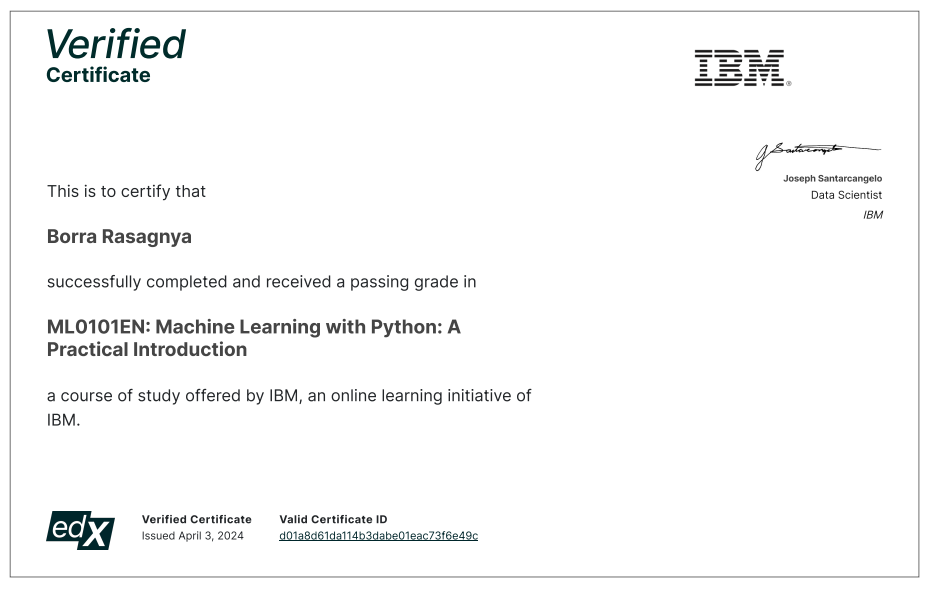 Verified
Certificate
IBM®
J Santarcangelo
Joseph Santarcangelo
Data Scientist
IBM
This is to certify that
Borra Rasagnya
successfully completed and received a passing grade in
ML0101EN: Machine Learning with Python: A
Practical Introduction
a course of study offered by IBM, an online learning initiative of
IBM.
edX
Verified Certificate
Issued April 3, 2024
Valid Certificate ID
d01a8d61da114b3dabe01eac73f6e49c